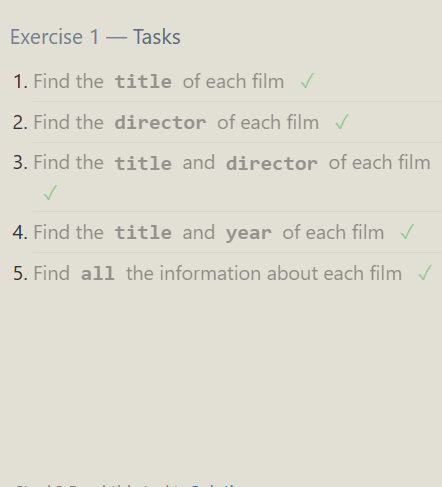 Exercise 1 — Tasks
1. Find the title of each film ✓
2. Find the director of each film ✓
3. Find the title and director of each film
✓
4. Find the title and year of each film ✓
5. Find all the information about each film ✓